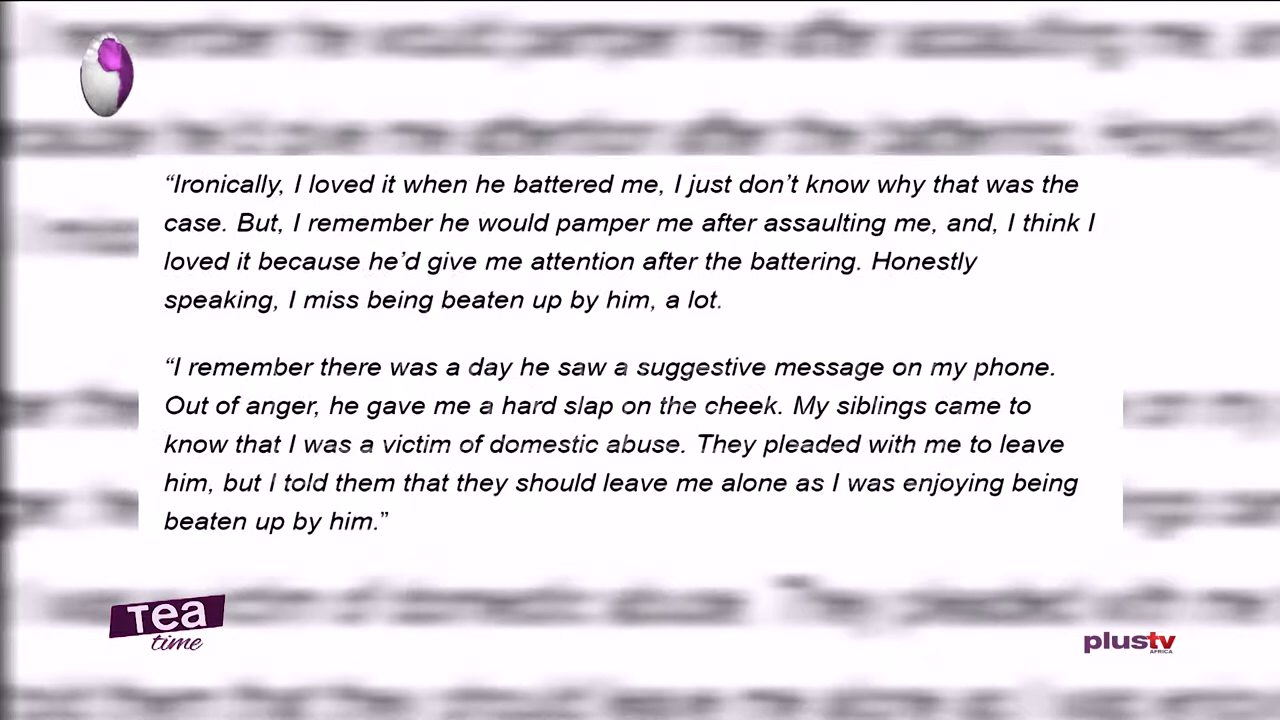 “Ironically, I loved it when he battered me, I just don’t know why that was the
case. But, I remember he would pamper me after assaulting me, and, I think I
loved it because he’d give me attention after the battering. Honestly
speaking, I miss being beaten up by him, a lot.
“I remember there was a day he saw a suggestive message on my phone.
Out of anger, he gave me a hard slap on the cheek. My siblings came to
know that I was a victim of domestic abuse. They pleaded with me to leave
him, but I told them that they should leave me alone as I was enjoying being
beaten up by him.”
Tea
time
plustv
AFRICA